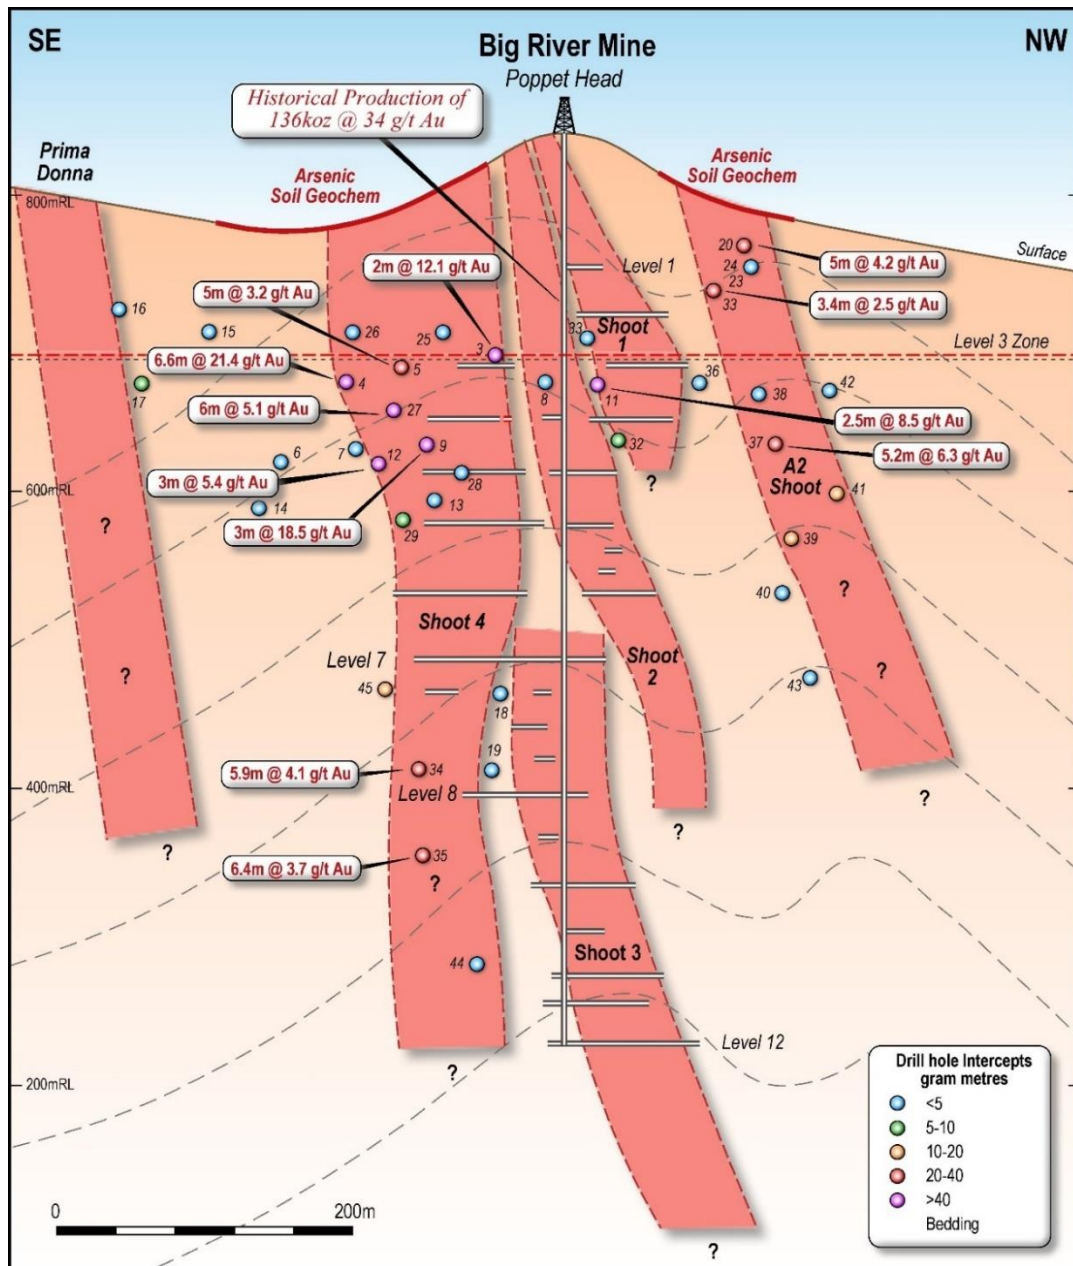 SE
Big River Mine
NW
Poppet Head
Historical Production of
136koz @ 34 g/t Au
Prima
Donna
Arsenic
Soil Geochem
Arsenic
Soil Geochem
800mRL
Surface
20
5m @ 4.2 g/t Au
24
23
33
3.4m @ 2.5 g/t Au
Level 1
2m @ 12.1 g/t Au
5m @ 3.2 g/t Au
16
15
26
25
33
Shoot
1
Level 3 Zone
3
6.6m @ 21.4 g/t Au
4
5
17
8
11
36
38
42
2.5m @ 8.5 g/t Au
6m @ 5.1 g/t Au
27
9
32
37
5.2m @ 6.3 g/t Au
6
7
12
A2
Shoot
3m @ 5.4 g/t Au
28
?
600mRL
41
14
13
3m @ 18.5 g/t Au
29
?
39
40
?
Shoot 4
Level 7
Shoot
2
?
?
45
18
43
19
5.9m @ 4.1 g/t Au
34
Level 8
400mRL
?
?
?
6.4m @ 3.7 g/t Au
35
?
Shoot 3
44
Level 12
?
200mRL
0
200m
?
Drill hole Intercepts
gram metres
<5
5-10
10-20
20-40
>40
Bedding